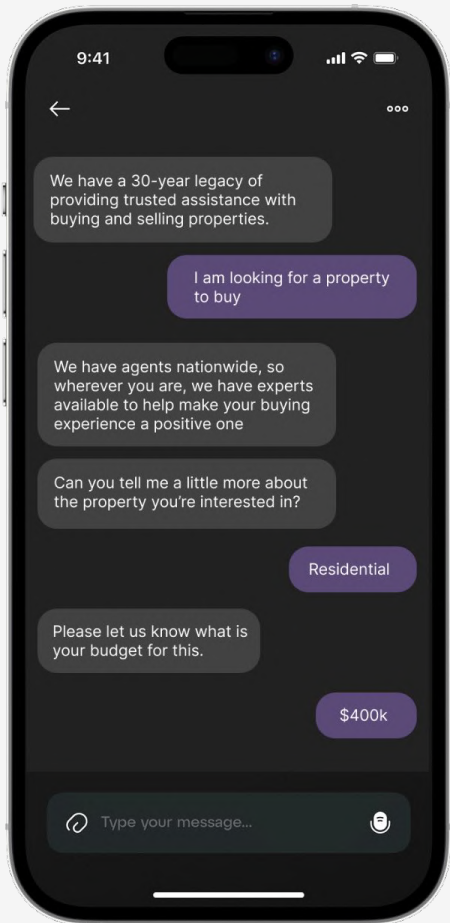 9:41
We have a 30-year legacy of
providing trusted assistance with
buying and selling properties.
I am looking for a property
to buy
We have agents nationwide, so
wherever you are, we have experts
available to help make your buying
experience a positive one
Can you tell me a little more about
the property you’re interested in?
Residential
Please let us know what is
your budget for this.
$400k
Type your message...